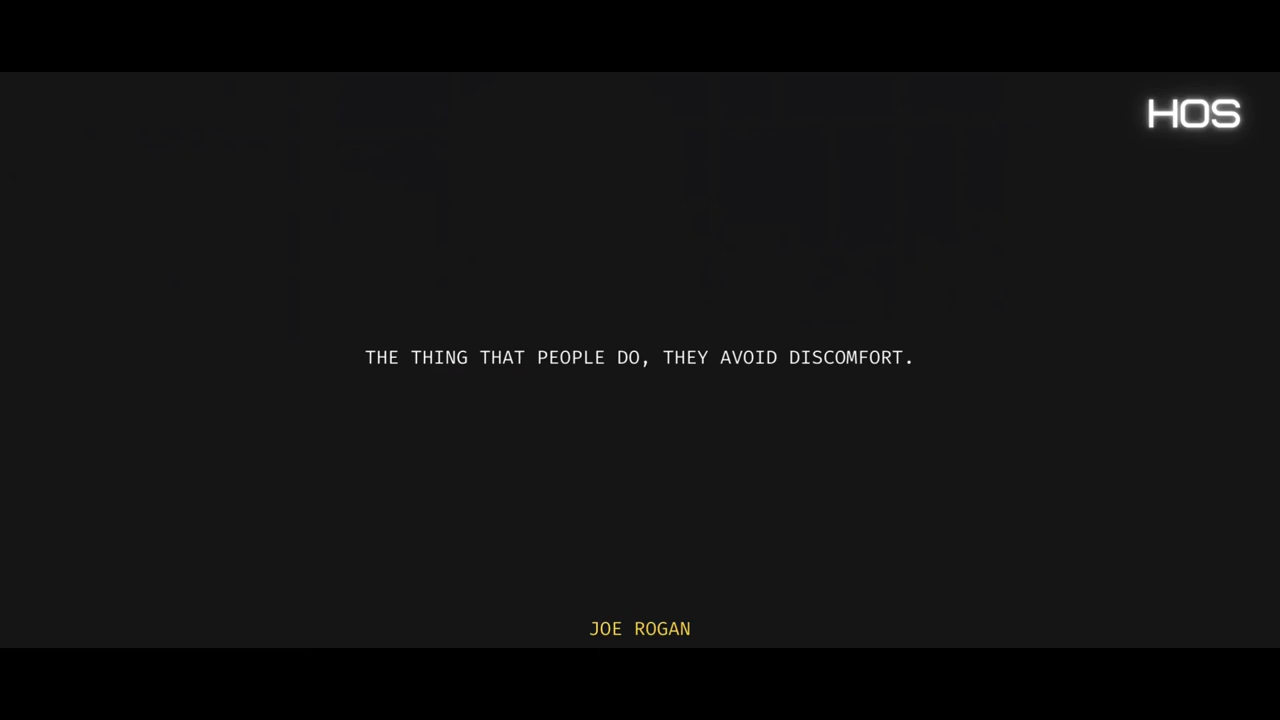 HOS
THE THING THAT PEOPLE DO, THEY AVOID DISCOMFORT.
JOE ROGAN